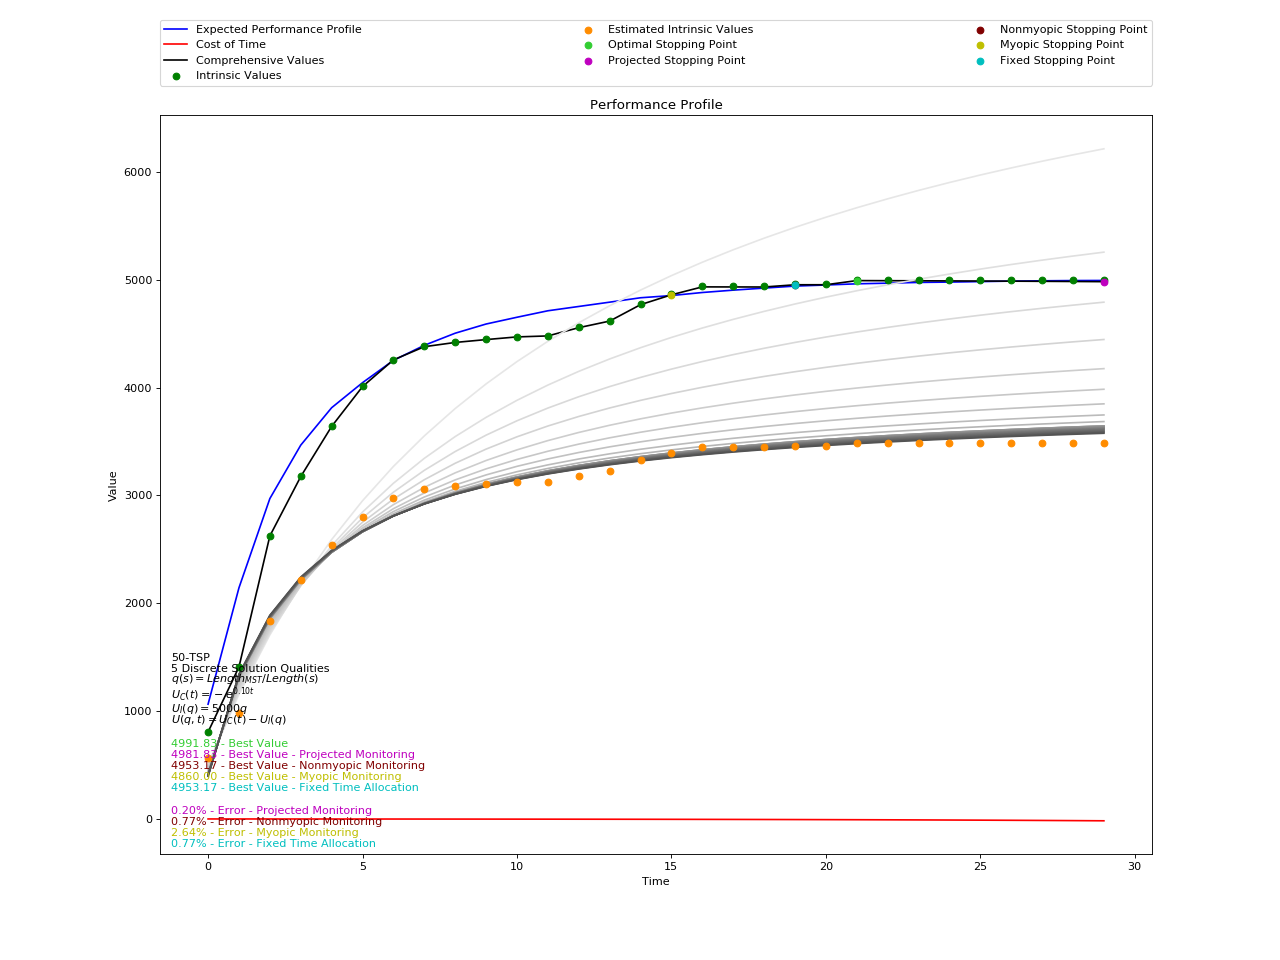 Expected Performance Profile
Cost of Time
Comprehensive Values
Intrinsic Values
Estimated Intrinsic Values
Optimal Stopping Point
Projected Stopping Point
Nonmyopic Stopping Point
Myopic Stopping Point
Fixed Stopping Point
Performance Profile
Value
6000
5000
4000
3000
2000
1000
0
50-TSP
5 Discrete Solution Qualities
q(s) = Length_{MST}/Length(s)
U_C(t) = −e^{0.10t}
U_I(q) = 5000q
U(q, t) = U_C(t) − U_I(q)
4991.83 - Best Value
4981.83 - Best Value - Projected Monitoring
4953.17 - Best Value - Nonmyopic Monitoring
4860.00 - Best Value - Myopic Monitoring
4953.17 - Best Value - Fixed Time Allocation
0.20% - Error - Projected Monitoring
0.77% - Error - Nonmyopic Monitoring
2.64% - Error - Myopic Monitoring
0.77% - Error - Fixed Time Allocation
0 5 10 15 20 25 30
Time